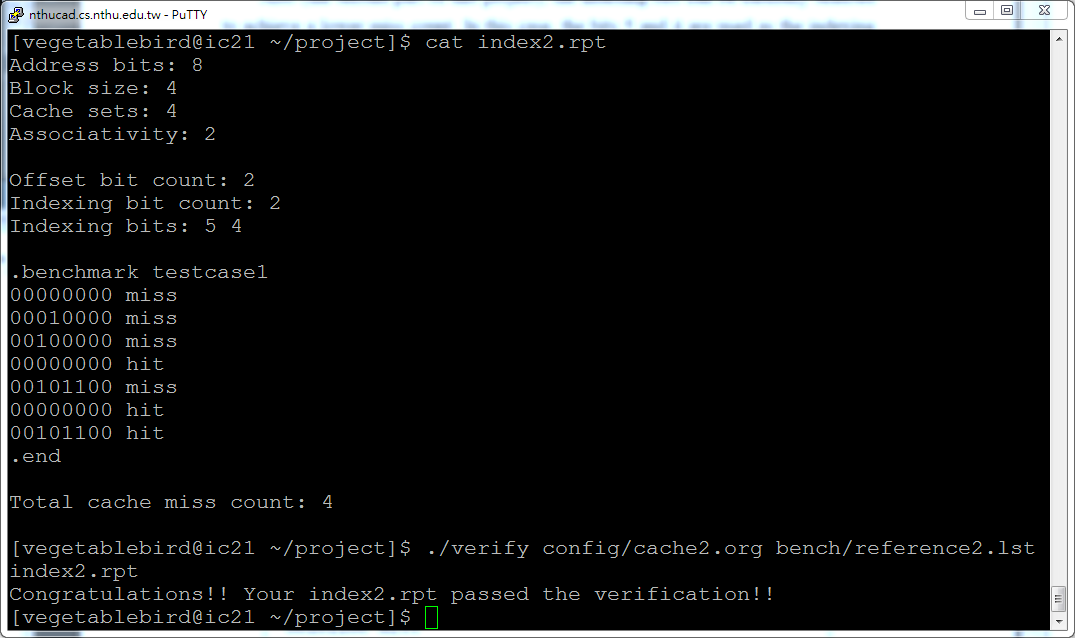 nthucad.cs.nthu.edu.tw - PuTTY
[vegetablebird@ic21 ~/project]$ cat index2.rpt
Address bits: 8
Block size: 4
Cache sets: 4
Associativity: 2
Offset bit count: 2
Indexing bit count: 2
Indexing bits: 5 4
.benchmark testcase1
00000000 miss
00010000 miss
00100000 miss
00000000 hit
00101100 miss
00000000 hit
00101100 hit
.end
Total cache miss count: 4
[vegetablebird@ic21 ~/project]$ ./verify config/cache2.org bench/reference2.lst
index2.rpt
Congratulations!! Your index2.rpt passed the verification!!
[vegetablebird@ic21 ~/project]$